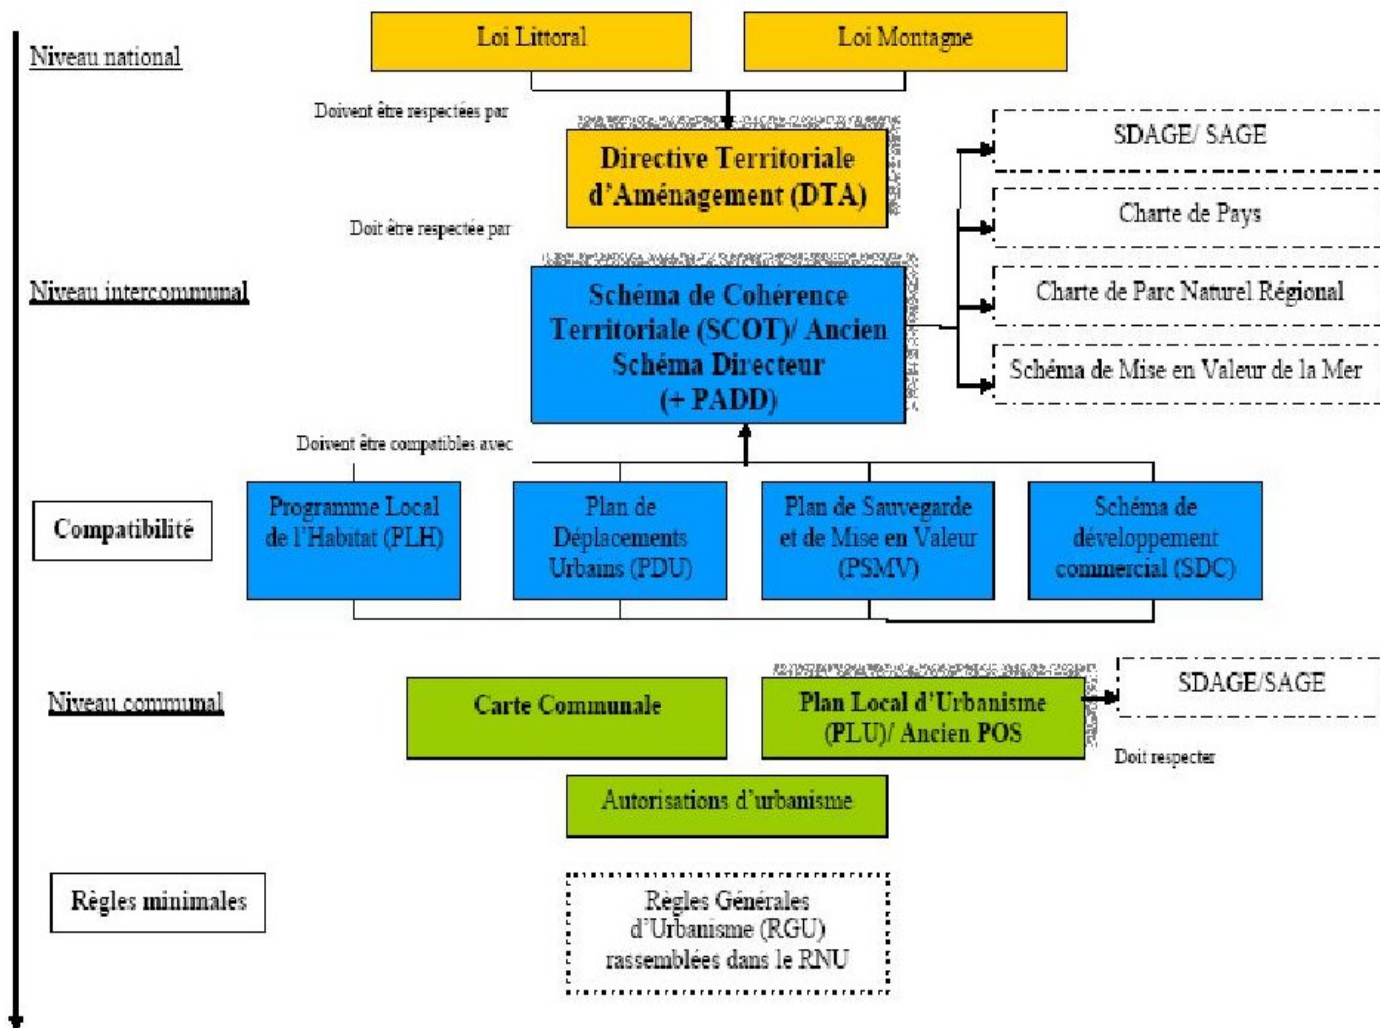 Loi Littoral
Loi Montagne
Niveau national
Doivent être respectées par
Directive Territoriale
d'Aménagement (DTA)
SDAGE/ SAGE
Charte de Pays
Doit être respectée par
Niveau intercommunal
Schéma de Cohérence
Territoriale (SCOT)/ Ancien
Schéma Directeur
(+ PADD)
Charte de Parc Naturel Régional
Schéma de Mise en Valeur de la Mer
Doivent être compatibles avec
Compatibilité
Programme Local
de l'Habitat (PLH)
Plan de
Déplacements
Urbains (PDU)
Plan de Sauvegarde
et de Mise en Valeur
(PSMV)
Schéma de
développement
commercial (SDC)
Niveau communal
Carte Communale
Plan Local d'Urbanisme
(PLU)/ Ancien POS
SDAGE/SAGE
Doit respecter
Autorisations d'urbanisme
Règles minimales
Règles Générales
d'Urbanisme (RGU)
rassemblées dans le RNU